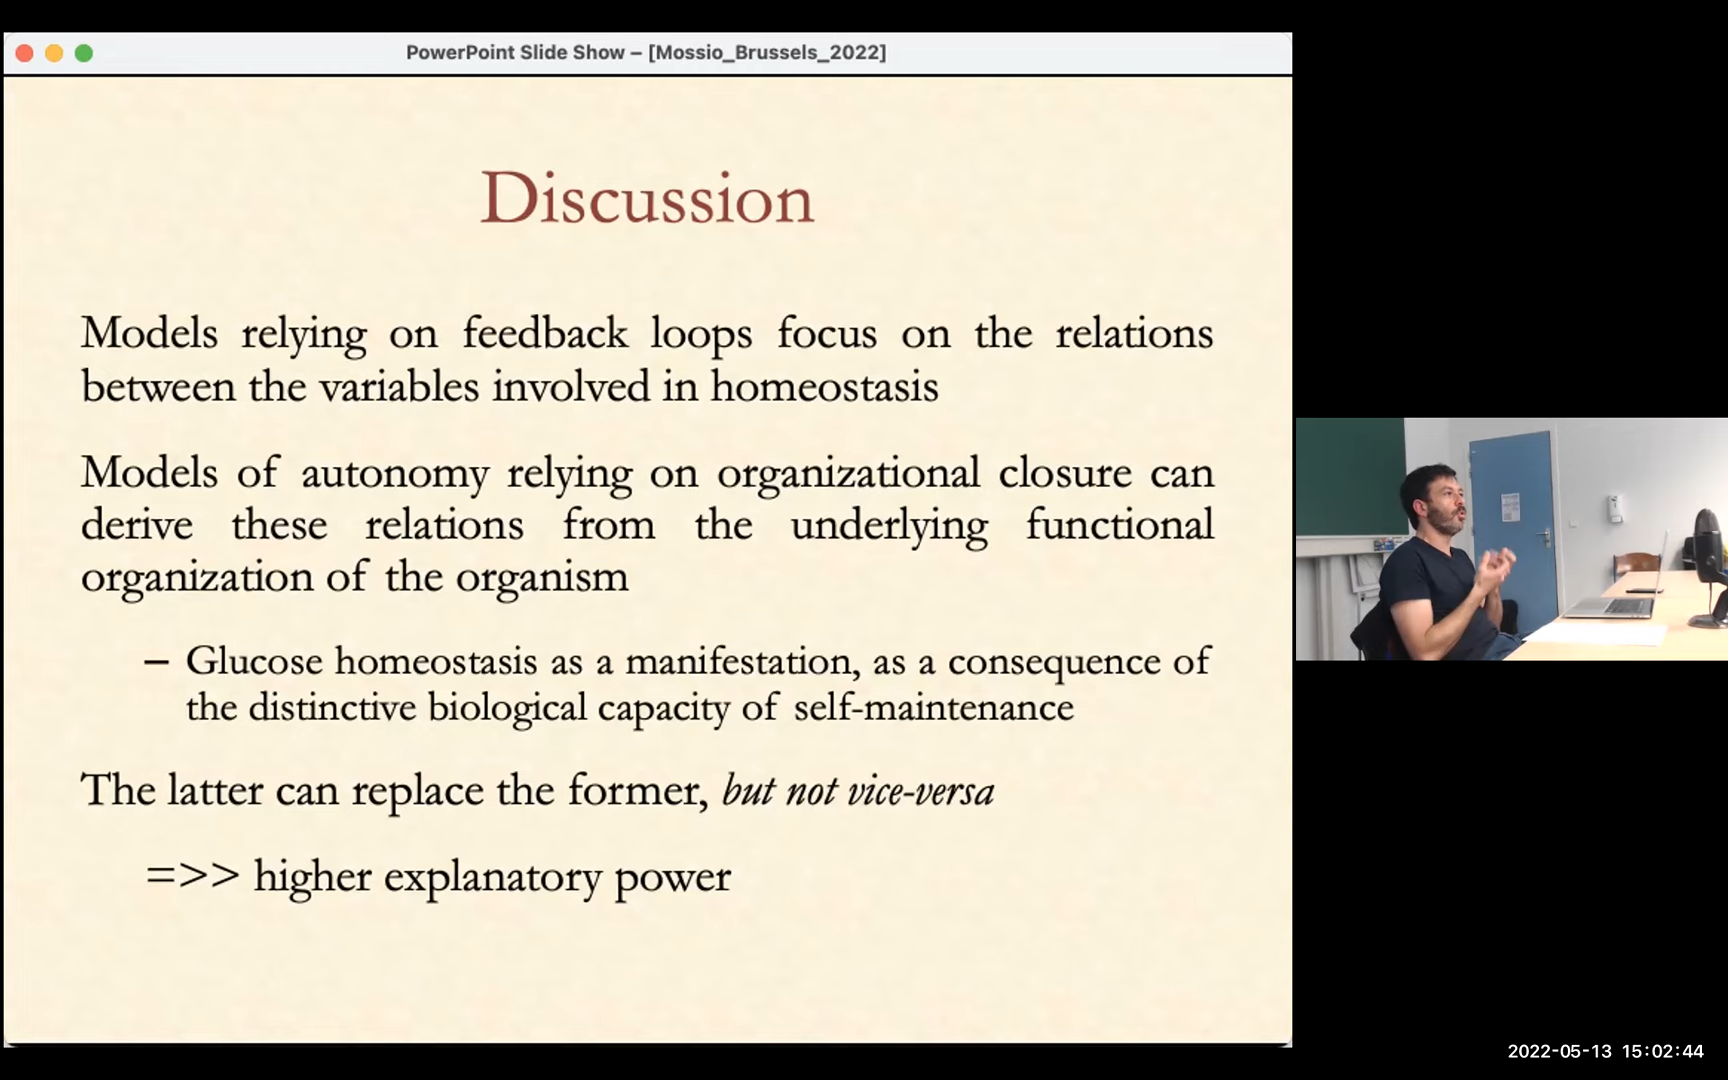 PowerPoint Slide Show – [Mossio_Brussels_2022]
Discussion
Models relying on feedback loops focus on the relations
between the variables involved in homeostasis
Models of autonomy relying on organizational closure can
derive these relations from the underlying functional
organization of the organism
– Glucose homeostasis as a manifestation, as a consequence of
the distinctive biological capacity of self-maintenance
The latter can replace the former, but not vice-versa
=>> higher explanatory power
2022-05-13 15:02:44